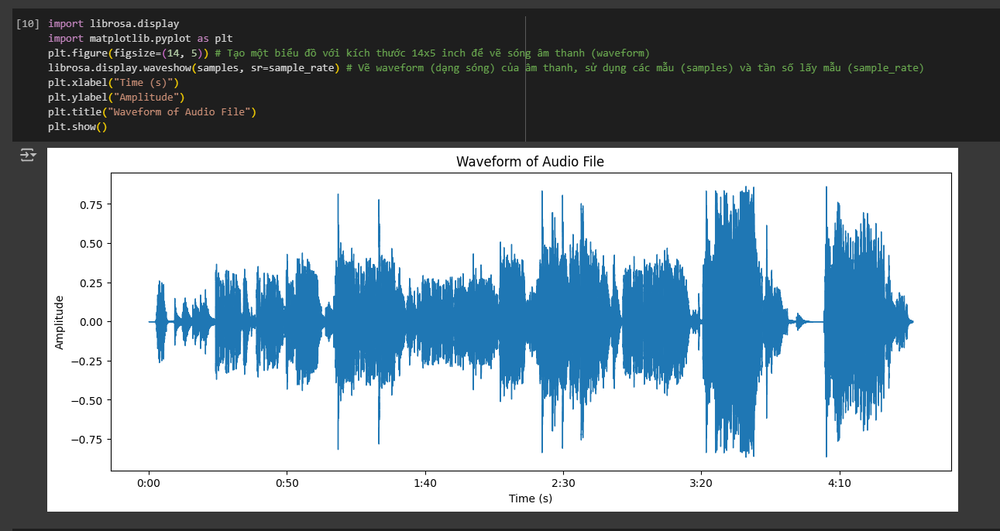 [10] import librosa.display
import matplotlib.pyplot as plt
plt.figure(figsize=(14, 5)) # Tạo một biểu đồ với kích thước 14x5 inch để vẽ sóng âm thanh (waveform)
librosa.display.waveshow(samples, sr=sample_rate) # Vẽ waveform (dạng sóng) của âm thanh, sử dụng các mẫu (samples) và tần số lấy mẫu (sample_rate)
plt.xlabel("Time (s)")
plt.ylabel("Amplitude")
plt.title("Waveform of Audio File")
plt.show()
Waveform of Audio File
0.75
0.50
0.25
0.00
−0.25
−0.50
−0.75
Amplitude
0:00 0:50 1:40 2:30 3:20 4:10
Time (s)